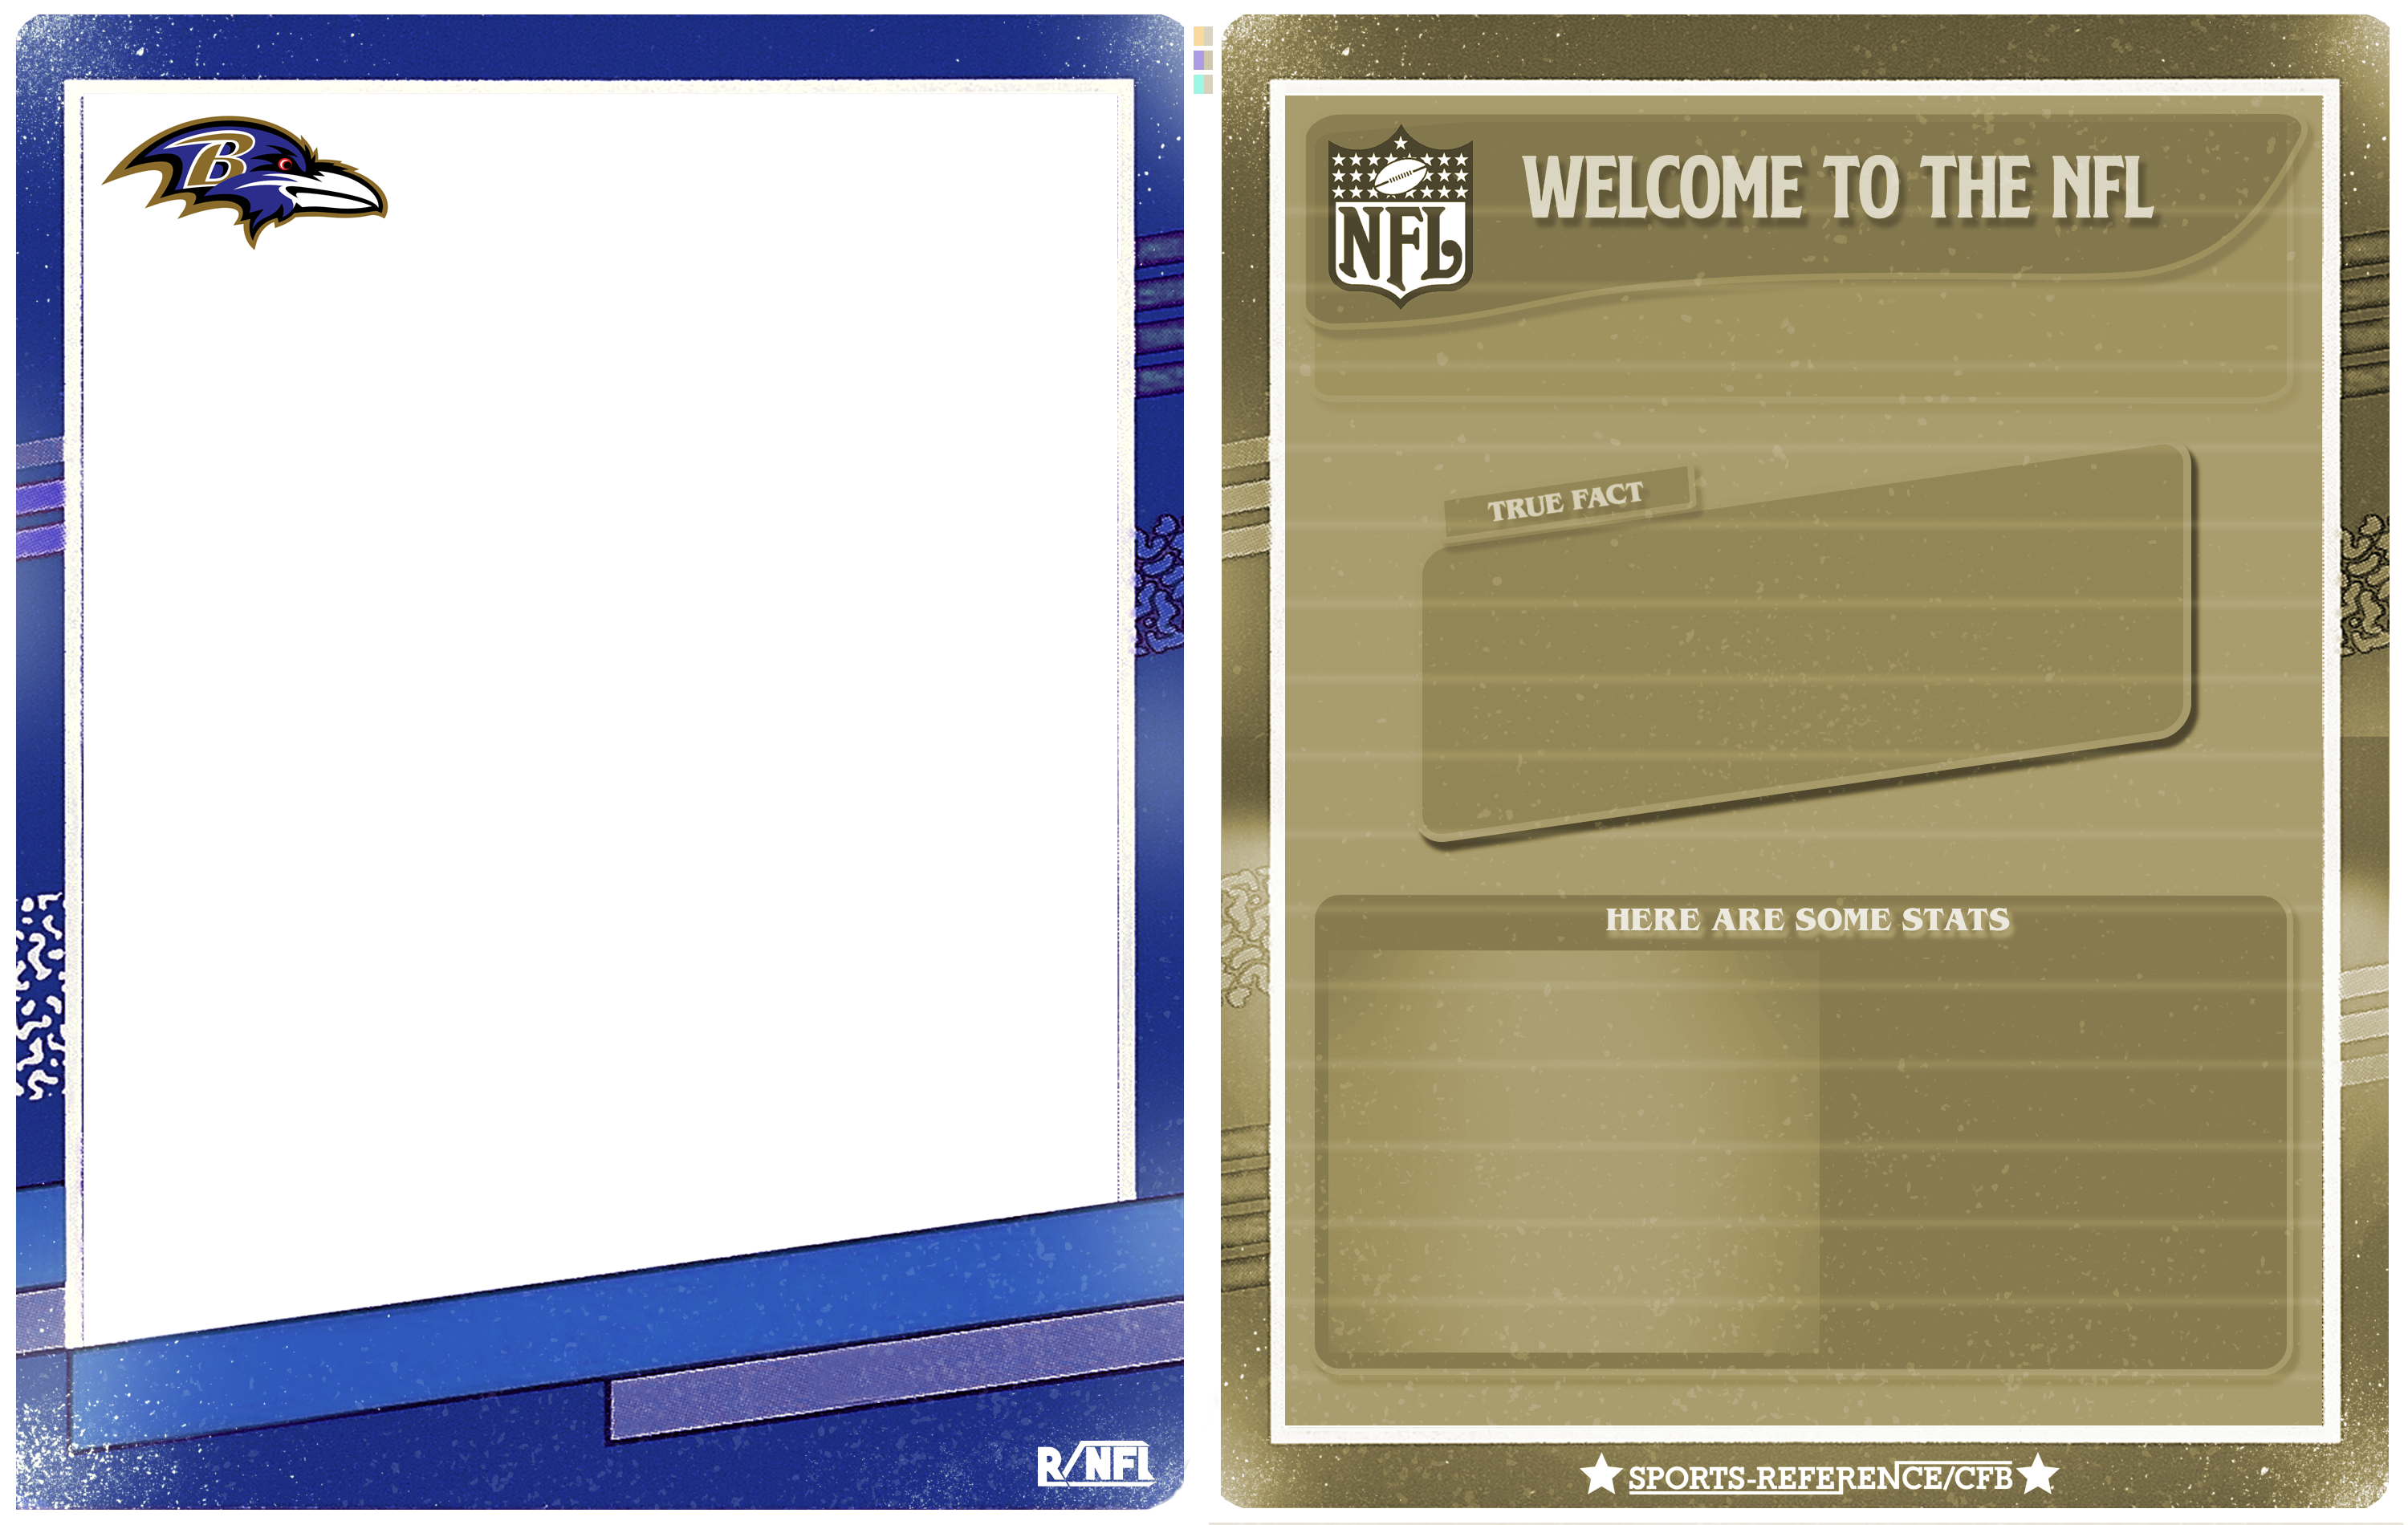 B
R/NFL
NFL
WELCOME TO THE NFL
TRUE FACT
HERE ARE SOME STATS
SPORTS-REFERENCE/CFB